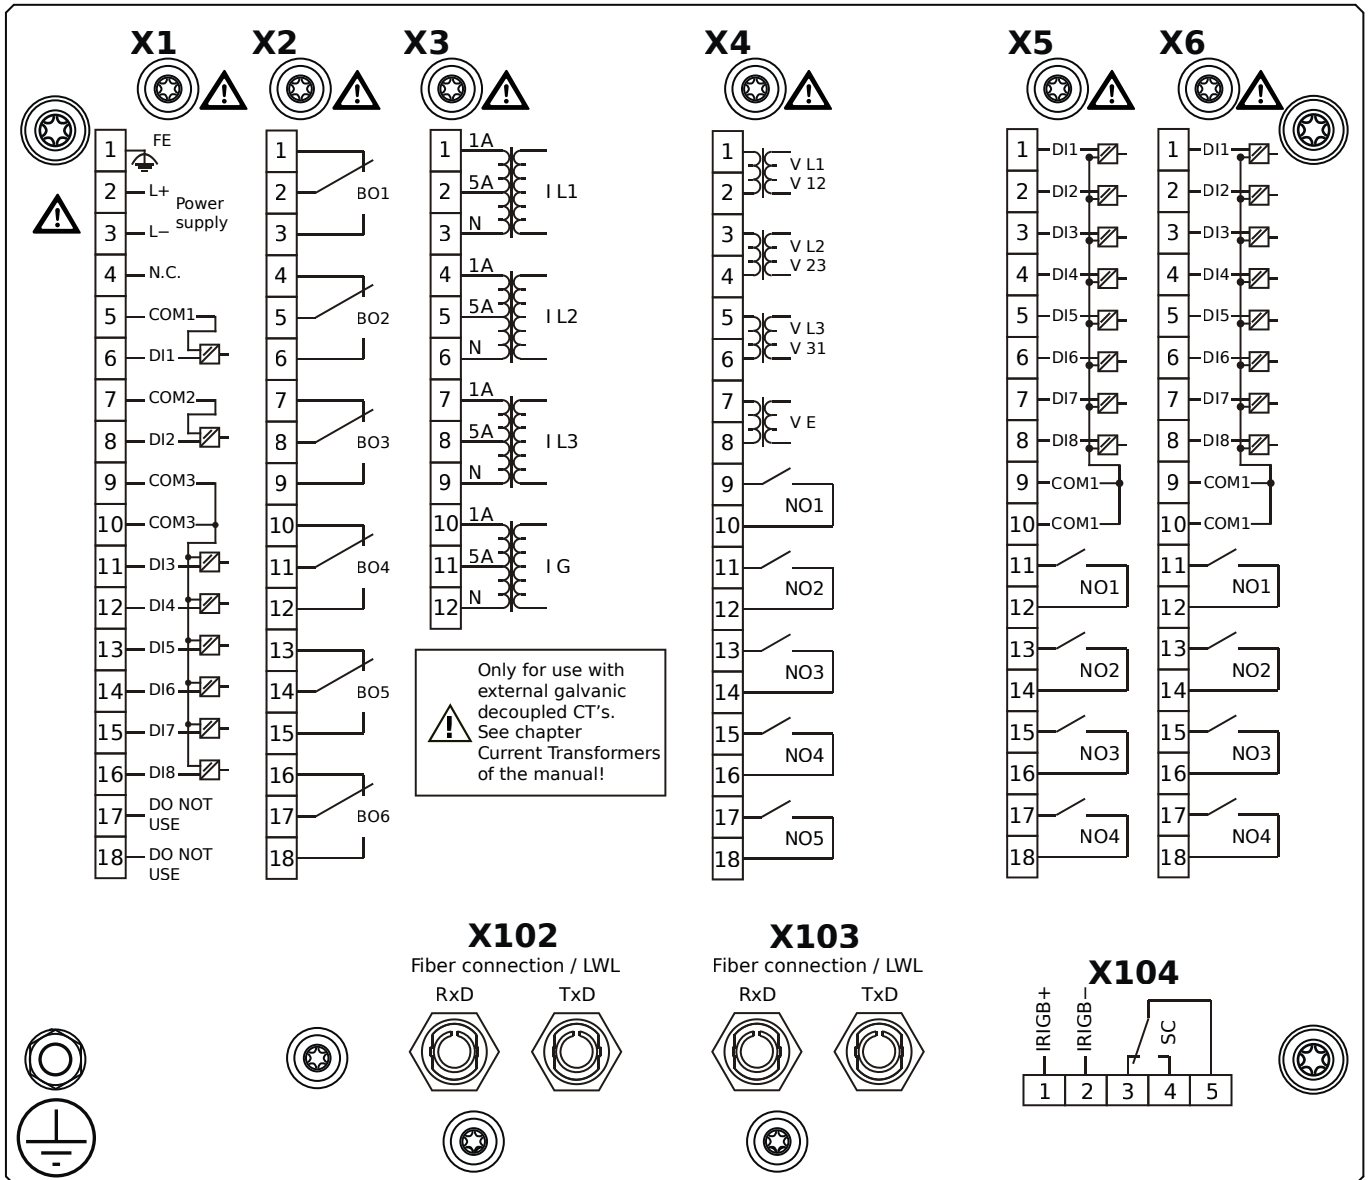 X1 X2 X3 X4 X5 X6
1 FE
2 L+ Power
supply
3 L−
4 N.C.
5 COM1
6 DI1
7 COM2
8 DI2
9 COM3
10 COM3
11 DI3
12 DI4
13 DI5
14 DI6
15 DI7
16 DI8
17 DO NOT
USE
18 DO NOT
USE
1
2 BO1
3
4
5 BO2
6
7
8 BO3
9
10
11 BO4
12
13
14 BO5
15
16
17 BO6
18
1 1A
2 5A I L1
3 N
4 1A
5 5A I L2
6 N
7 1A
8 5A I L3
9 N
10 1A
11 5A I G
12 N
Only for use with
external galvanic
decoupled CT's.
See chapter
Current Transformers
of the manual!
1 V L1
2 V 12
3 V L2
4 V 23
5 V L3
6 V 31
7 V E
8
9
NO1
10
11
NO2
12
13
NO3
14
15
NO4
16
17
NO5
18
1 DI1
2 DI2
3 DI3
4 DI4
5 DI5
6 DI6
7 DI7
8 DI8
9 COM1
10 COM1
11
NO1
12
13
NO2
14
15
NO3
16
17
NO4
18
1 DI1
2 DI2
3 DI3
4 DI4
5 DI5
6 DI6
7 DI7
8 DI8
9 COM1
10 COM1
11
NO1
12
13
NO2
14
15
NO3
16
17
NO4
18
X102
Fiber connection / LWL
RxD TxD
X103
Fiber connection / LWL
RxD TxD
X104
IRIGB+ IRIGB− SC
1 2 3 4 5